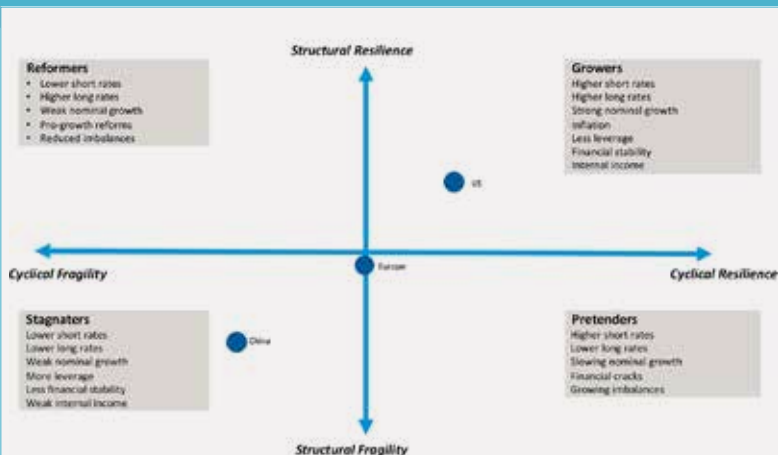 Structural Resilience
Reformers
• Lower short rates
• Higher long rates
• Weak nominal growth
• Pro-growth reforms
• Reduced imbalances
Growers
Higher short rates
Higher long rates
Strong nominal growth
Inflation
Less leverage
Financial stability
Internal income
US
Europe
Cyclical Fragility
Cyclical Resilience
Stagnaters
Lower short rates
Lower long rates
Weak nominal growth
More leverage
Less financial stability
Weak internal income
China
Pretenders
Higher short rates
Lower long rates
Slowing nominal growth
Financial cracks
Growing imbalances
Structural Fragility